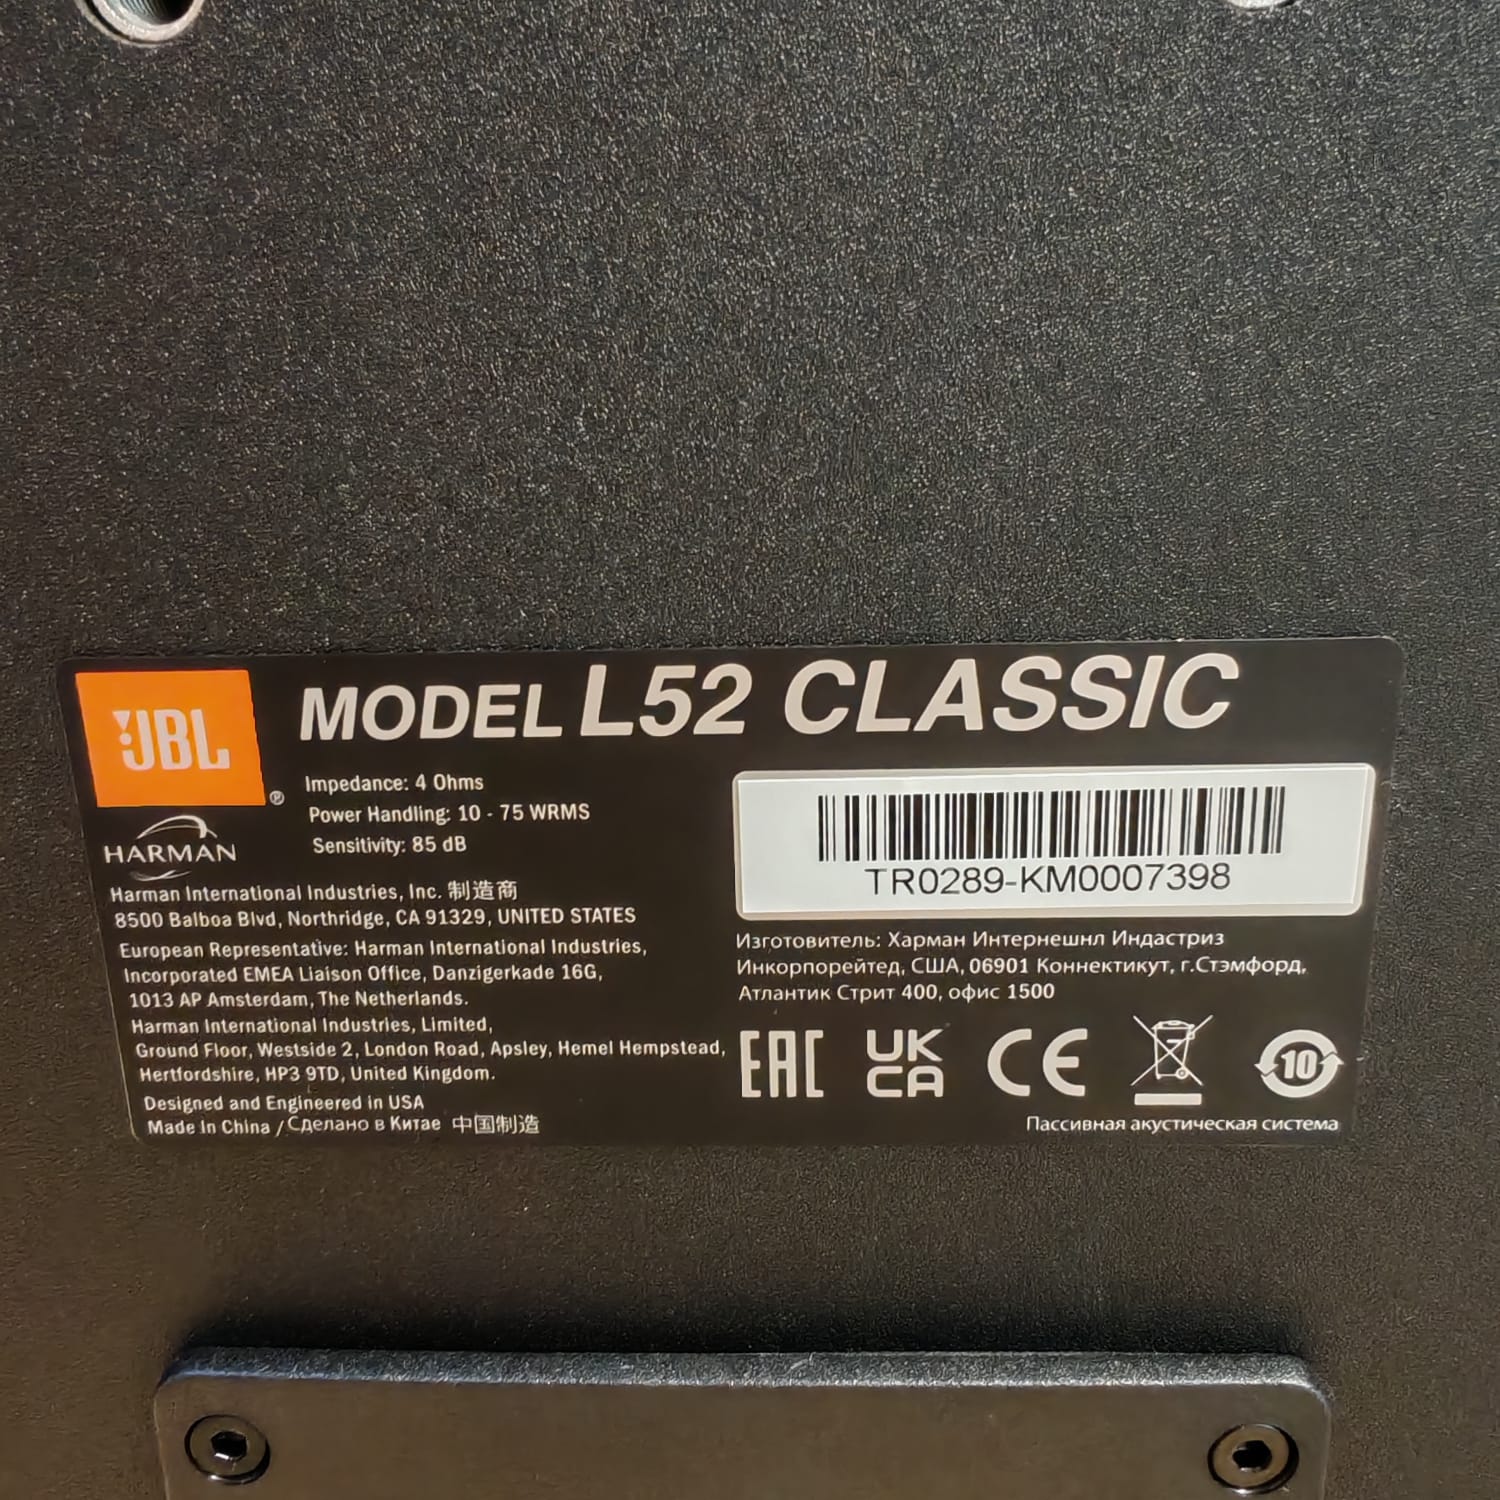 JBL
®
HARMAN
MODEL L52 CLASSIC
Impedance: 4 Ohms
Power Handling: 10 - 75 WRMS
Sensitivity: 85 dB
Harman International Industries, Inc. 制造商
8500 Balboa Blvd, Northridge, CA 91329, UNITED STATES
European Representative: Harman International Industries,
Incorporated EMEA Liaison Office, Danzigerkade 16G,
1013 AP Amsterdam, The Netherlands.
Harman International Industries, Limited,
Ground Floor, Westside 2, London Road, Apsley, Hemel Hempstead,
Hertfordshire, HP3 9TD, United Kingdom.
Designed and Engineered in USA
Made In China / Сделано в Китае 中国制造
TR0289-KM0007398
Изготовитель: Харман Интернешнл Индастриз
Инкорпорейтед, США, 06901 Коннектикут, г.Стэмфорд,
Атлантик Стрит 400, офис 1500
EAC UK CA CE 10
Пассивная акустическая система